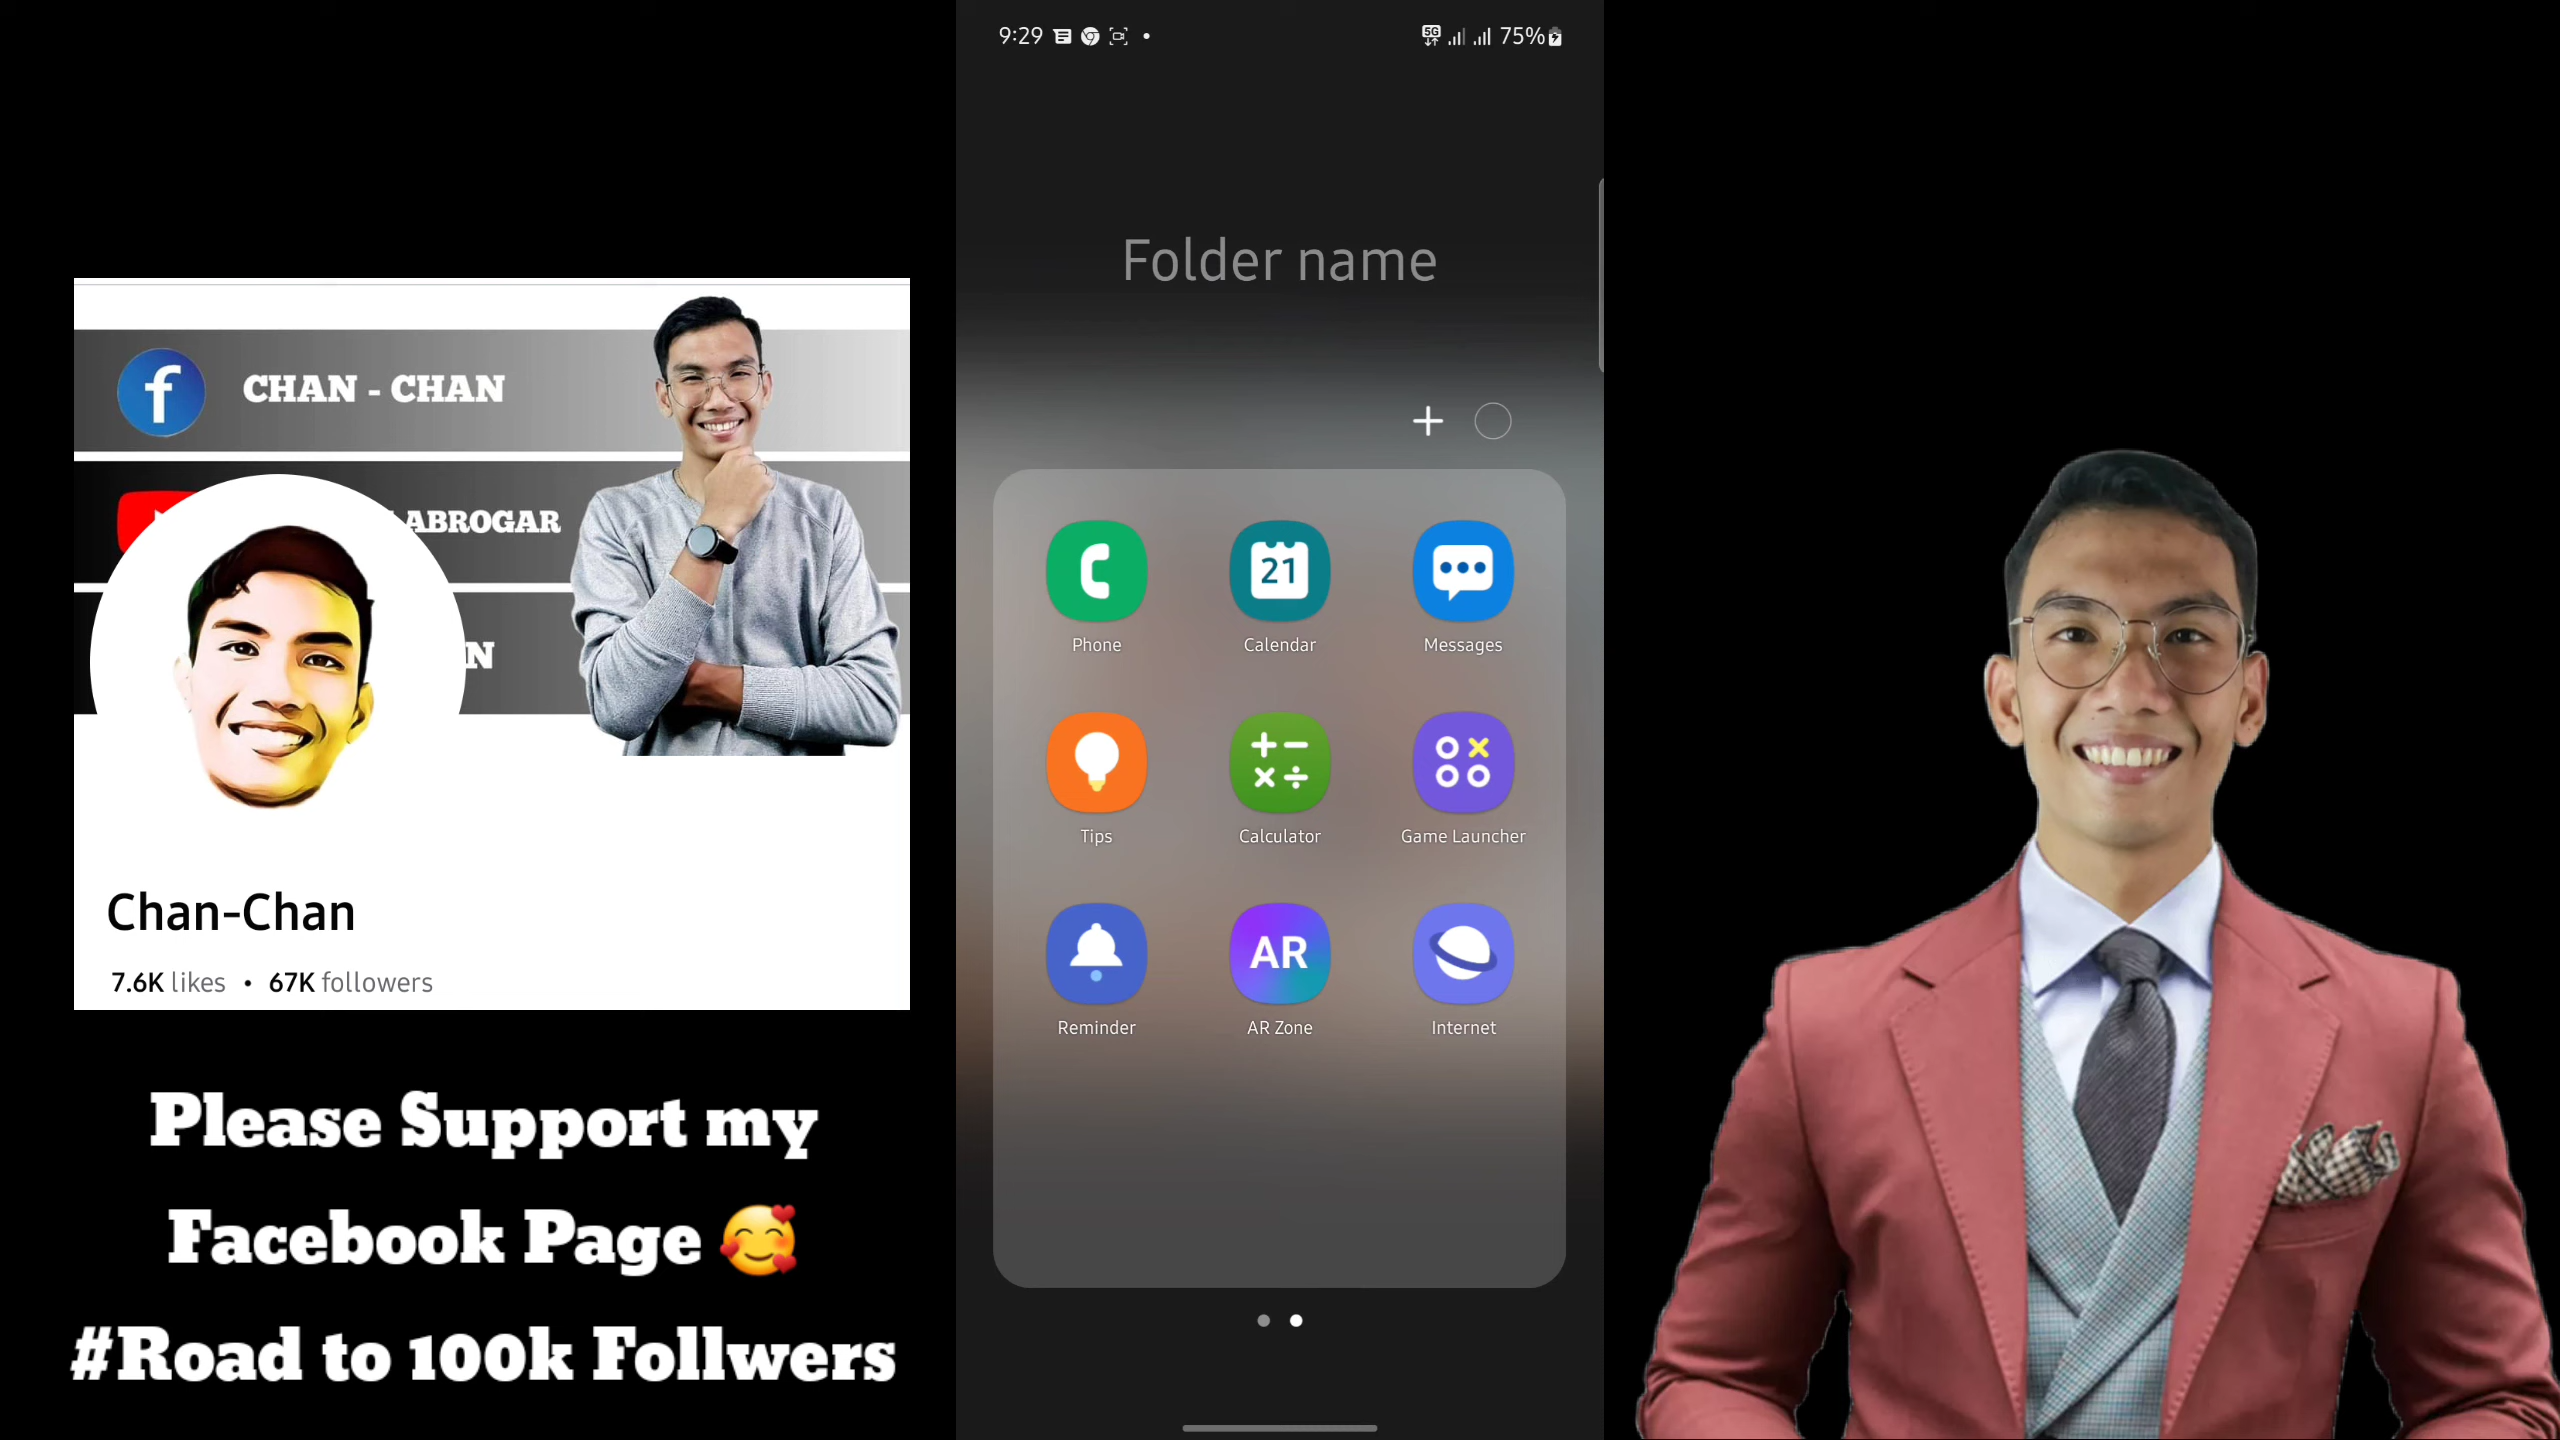 CHAN - CHAN
ABROGAR
N
Chan-Chan
7.6K likes • 67K followers
Please Support my
Facebook Page 🥰
#Road to 100k Follwers
9:29
5G 75%
Folder name
21
Phone Calendar Messages
Tips Calculator Game Launcher
AR
Reminder AR Zone Internet